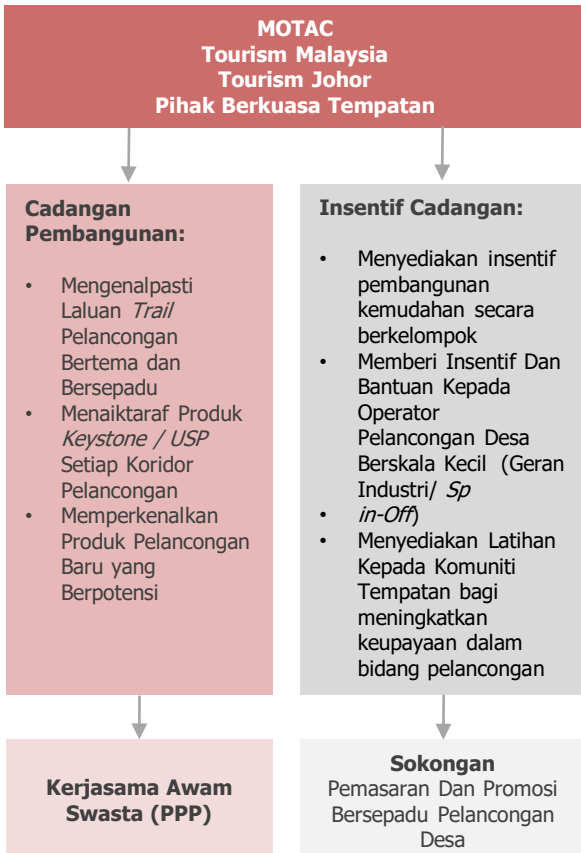 MOTAC
Tourism Malaysia
Tourism Johor
Pihak Berkuasa Tempatan
Cadangan
Pembangunan:
• Mengenalpasti
Laluan Trail
Pelancongan
Bertema dan
Bersepadu
• Menaiktaraf Produk
Keystone / USP
Setiap Koridor
Pelancongan
• Memperkenalkan
Produk Pelancongan
Baru yang
Berpotensi
Insentif Cadangan:
• Menyediakan insentif
pembangunan
kemudahan secara
berkelompok
• Memberi Insentif Dan
Bantuan Kepada
Operator
Pelancongan Desa
Berskala Kecil (Geran
Industri/ Sp
• in-Off)
• Menyediakan Latihan
Kepada Komuniti
Tempatan bagi
meningkatkan
keupayaan dalam
bidang pelancongan
Kerjasama Awam
Swasta (PPP)
Sokongan
Pemasaran Dan Promosi
Bersepadu Pelancongan
Desa